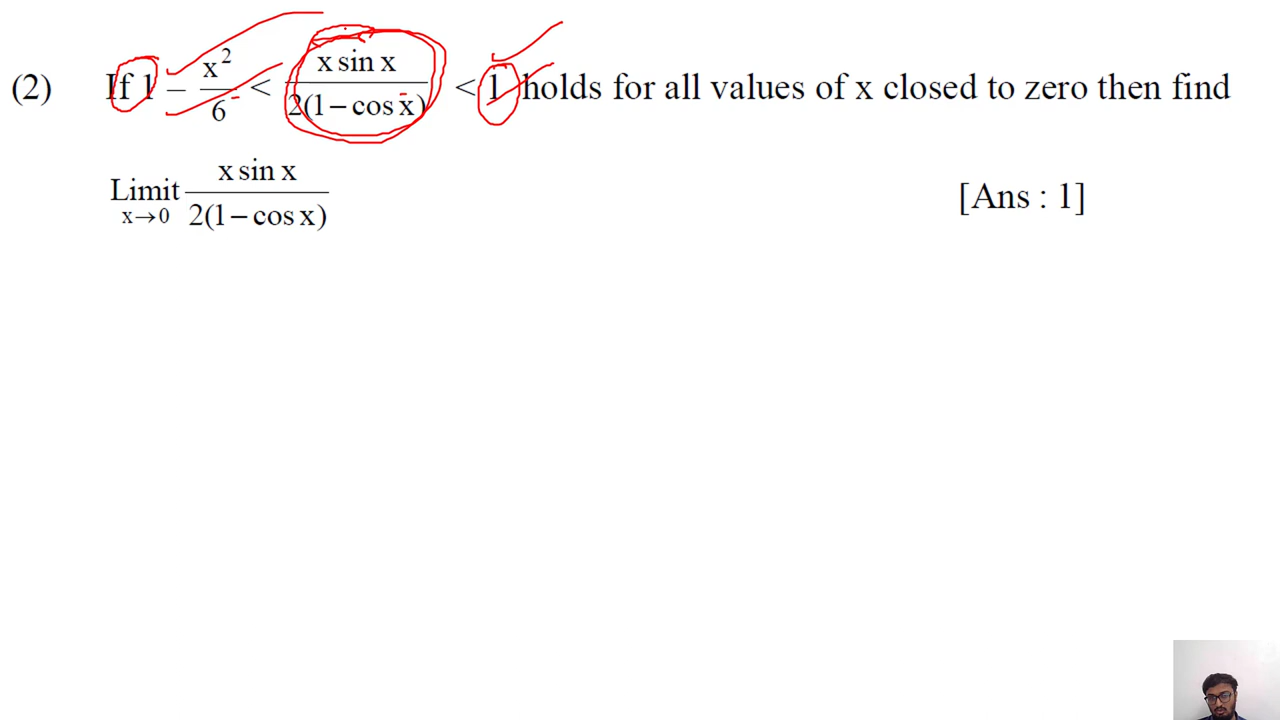 (2) If 1 − x²/6 < x sin x / 2(1 − cos x) < 1 holds for all values of x closed to zero then find
Limit x→0 x sin x / 2(1 − cos x) [Ans : 1]